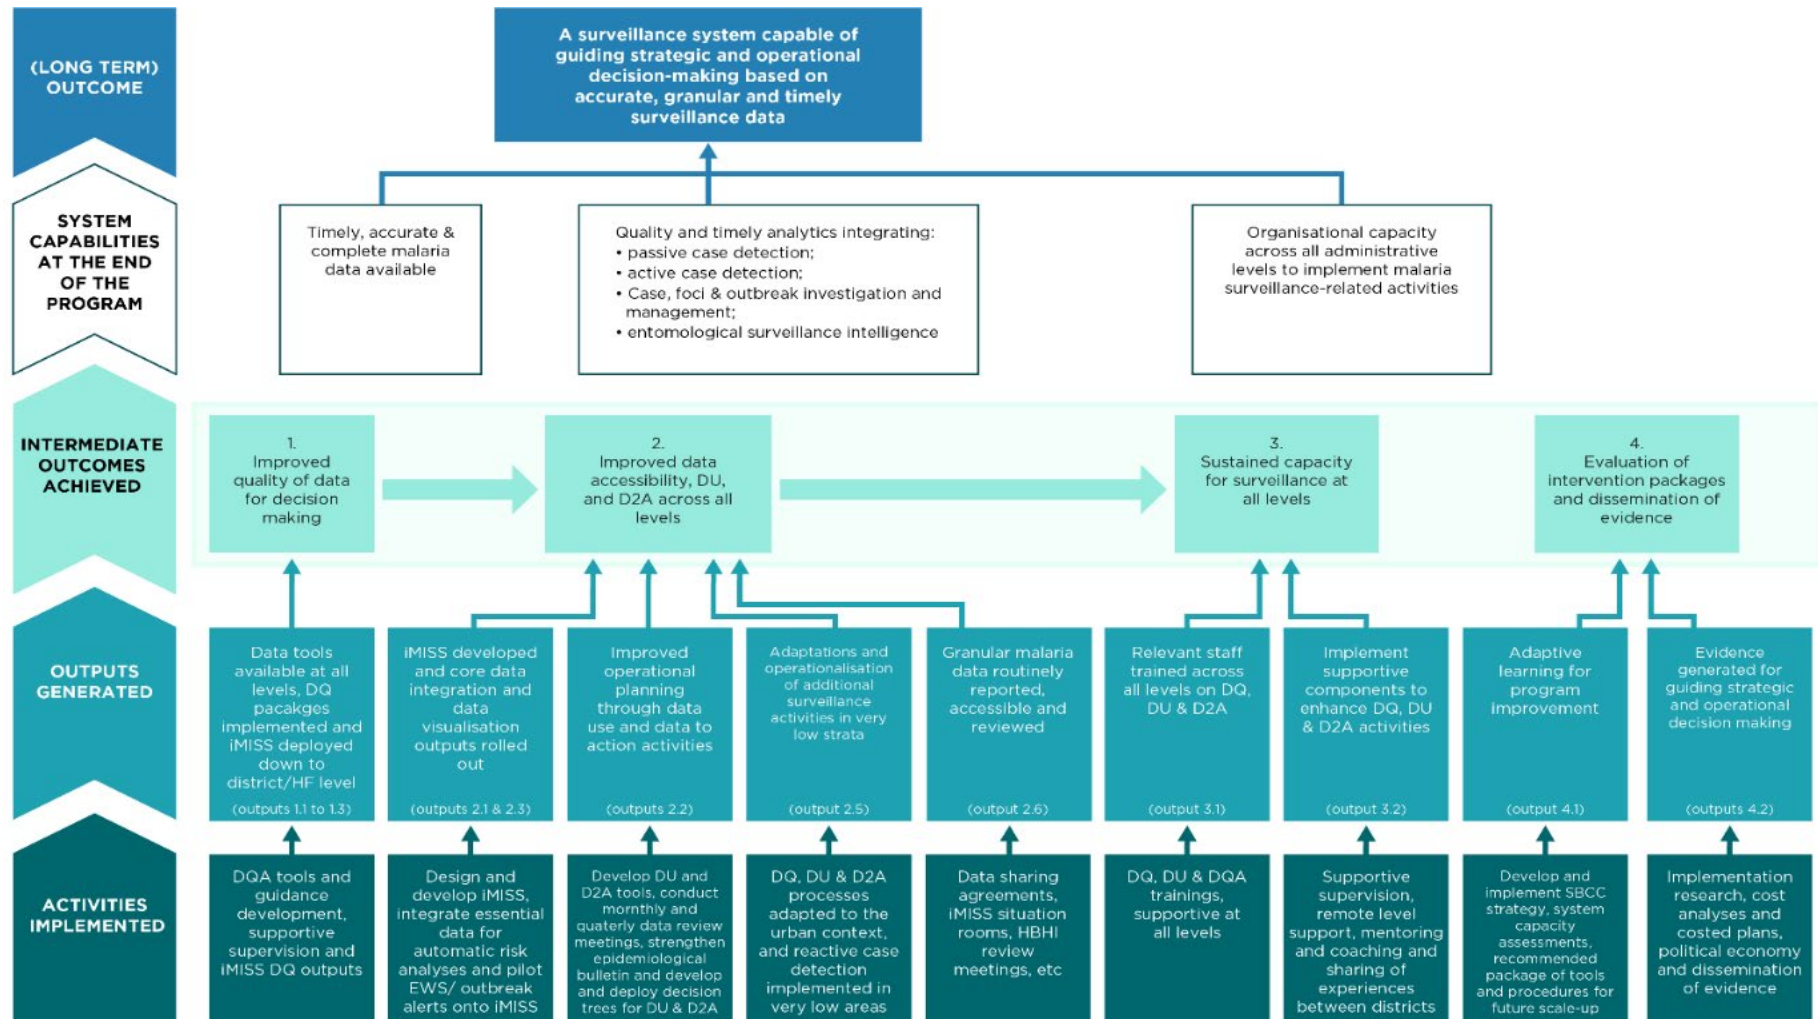 (LONG TERM)
OUTCOME
A surveillance system capable of
guiding strategic and operational
decision-making based on
accurate, granular and timely
surveillance data
SYSTEM
CAPABILITIES
AT THE END
OF THE
PROGRAM
Timely, accurate &
complete malaria
data available
Quality and timely analytics integrating:
• passive case detection;
• active case detection;
• Case, foci & outbreak investigation and
management;
• entomological surveillance intelligence
Organisational capacity
across all administrative
levels to implement malaria
surveillance-related activities
INTERMEDIATE
OUTCOMES
ACHIEVED
1.
Improved
quality of data
for decision
making
2.
Improved data
accessibility, DU,
and D2A across all
levels
3.
Sustained capacity
for surveillance at
all levels
4.
Evaluation of
intervention packages
and dissemination of
evidence
OUTPUTS
GENERATED
Data tools
available at all
levels, DQ
pacakges
implemented and
iMISS deployed
down to
district/HF level
(outputs 1.1 to 1.3)
iMISS developed
and core data
integration and
data
visualisation
outputs rolled
out
(outputs 2.1 & 2.3)
Improved
operational
planning
through data
use and data to
action activities
(outputs 2.2)
Adaptations and
operationalisation
of additional
surveillance
activities in very
low strata
(output 2.5)
Granular malaria
data routinely
reported,
accessible and
reviewed
(output 2.6)
Relevant staff
trained across
all levels on DQ,
DU & D2A
(output 3.1)
Implement
supportive
components to
enhance DQ, DU
& D2A activities
(output 3.2)
Adaptive
learning for
program
improvement
(output 4.1)
Evidence
generated for
guiding strategic
and operational
decision making
(outputs 4.2)
ACTIVITIES
IMPLEMENTED
DQA tools and
guidance
development,
supportive
supervision and
iMISS DQ outputs
Design and
develop iMISS,
integrate essential
data for
automatic risk
analyses and pilot
EWS/ outbreak
alerts onto iMISS
Develop DU and
D2A tools, conduct
mornthly and
quaterly data review
meetings, strengthen
epidemiological
bulletin and develop
and deploy decision
trees for DU & D2A
DQ, DU & D2A
processes
adapted to the
urban context,
and reactive case
detection
implemented in
very low areas
Data sharing
agreements,
iMISS situation
rooms, HBHI
review
meetings, etc
DQ, DU & DQA
trainings,
supportive at
all levels
Supportive
supervision,
remote level
support, mentoring
and coaching and
sharing of
experiences
between districts
Develop and
implement SBCC
strategy, system
capacity
assessments,
recommended
package of tools
and procedures for
future scale-up
Implementation
research, cost
analyses and
costed plans,
political economy
and dissemination
of evidence